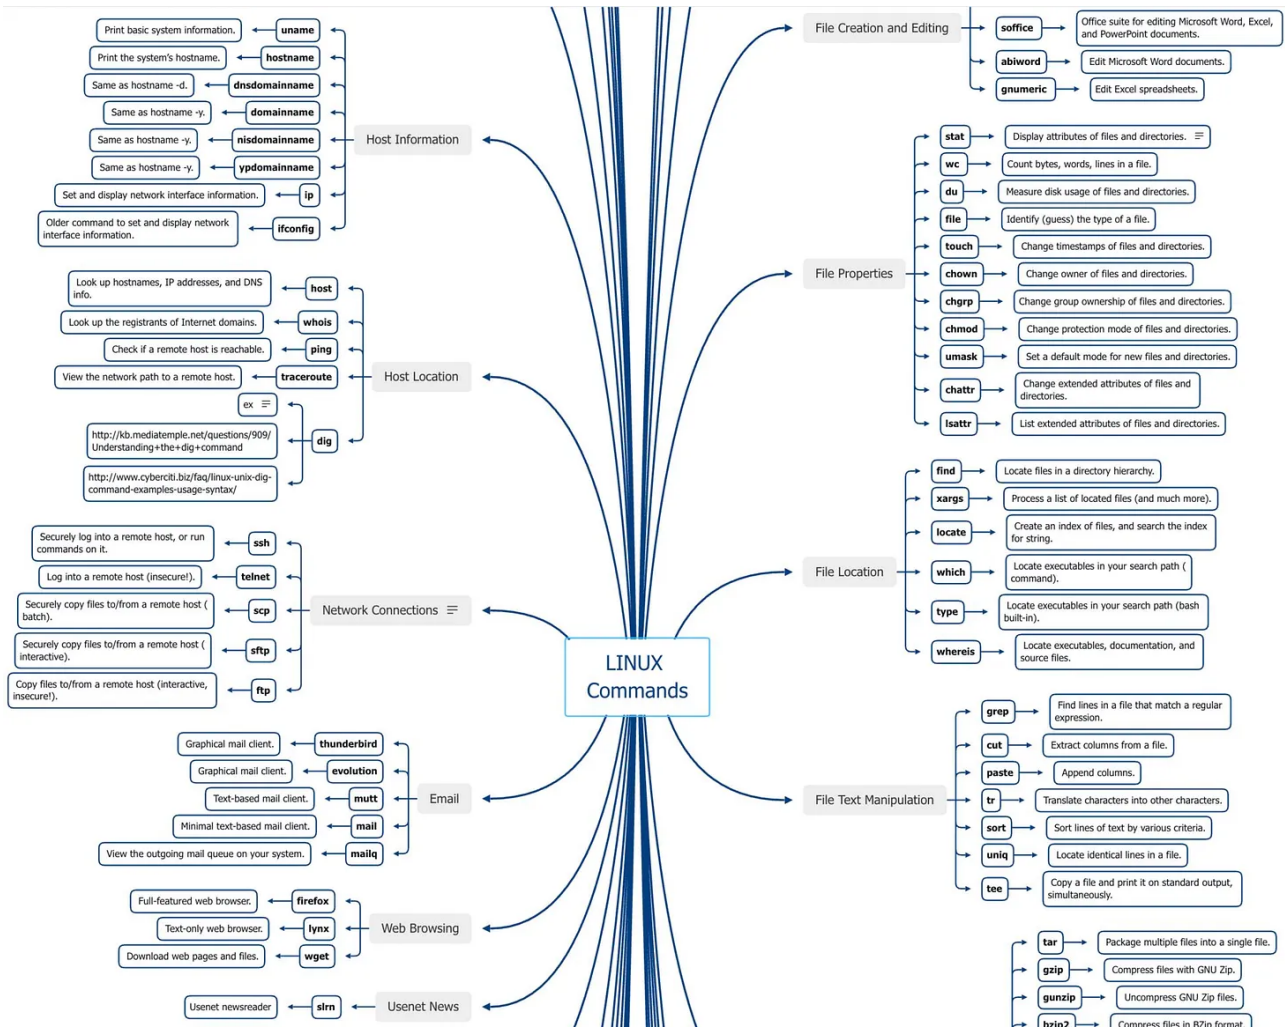 Print basic system information.
uname
Print the system's hostname.
hostname
Same as hostname -d.
dnsdomainname
Same as hostname -y.
domainname
Same as hostname -y.
nisdomainname
Same as hostname -y.
ypdomainname
Set and display network interface information.
ip
Older command to set and display network
interface information.
ifconfig
Host Information
Look up hostnames, IP addresses, and DNS
info.
host
Look up the registrants of Internet domains.
whois
Check if a remote host is reachable.
ping
View the network path to a remote host.
traceroute
ex
http://kb.mediatemple.net/questions/909/
Understanding+the+dig+command
http://www.cyberciti.biz/faq/linux-unix-dig-
command-examples-usage-syntax/
dig
Host Location
Securely log into a remote host, or run
commands on it.
ssh
Log into a remote host (insecure!).
telnet
Securely copy files to/from a remote host (
batch).
scp
Securely copy files to/from a remote host (
interactive).
sftp
Copy files to/from a remote host (interactive,
insecure!).
ftp
Network Connections
Graphical mail client.
thunderbird
Graphical mail client.
evolution
Text-based mail client.
mutt
Minimal text-based mail client.
mail
View the outgoing mail queue on your system.
mailq
Email
Full-featured web browser.
firefox
Text-only web browser.
lynx
Download web pages and files.
wget
Web Browsing
Usenet newsreader
slrn
Usenet News
LINUX
Commands
File Creation and Editing
soffice
Office suite for editing Microsoft Word, Excel,
and PowerPoint documents.
abiword
Edit Microsoft Word documents.
gnumeric
Edit Excel spreadsheets.
File Properties
stat
Display attributes of files and directories.
wc
Count bytes, words, lines in a file.
du
Measure disk usage of files and directories.
file
Identify (guess) the type of a file.
touch
Change timestamps of files and directories.
chown
Change owner of files and directories.
chgrp
Change group ownership of files and directories.
chmod
Change protection mode of files and directories.
umask
Set a default mode for new files and directories.
chattr
Change extended attributes of files and
directories.
lsattr
List extended attributes of files and directories.
File Location
find
Locate files in a directory hierarchy.
xargs
Process a list of located files (and much more).
locate
Create an index of files, and search the index
for string.
which
Locate executables in your search path (
command).
type
Locate executables in your search path (bash
built-in).
whereis
Locate executables, documentation, and
source files.
File Text Manipulation
grep
Find lines in a file that match a regular
expression.
cut
Extract columns from a file.
paste
Append columns.
tr
Translate characters into other characters.
sort
Sort lines of text by various criteria.
uniq
Locate identical lines in a file.
tee
Copy a file and print it on standard output,
simultaneously.
tar
Package multiple files into a single file.
gzip
Compress files with GNU Zip.
gunzip
Uncompress GNU Zip files.
bzip2
Compress files in BZip format.